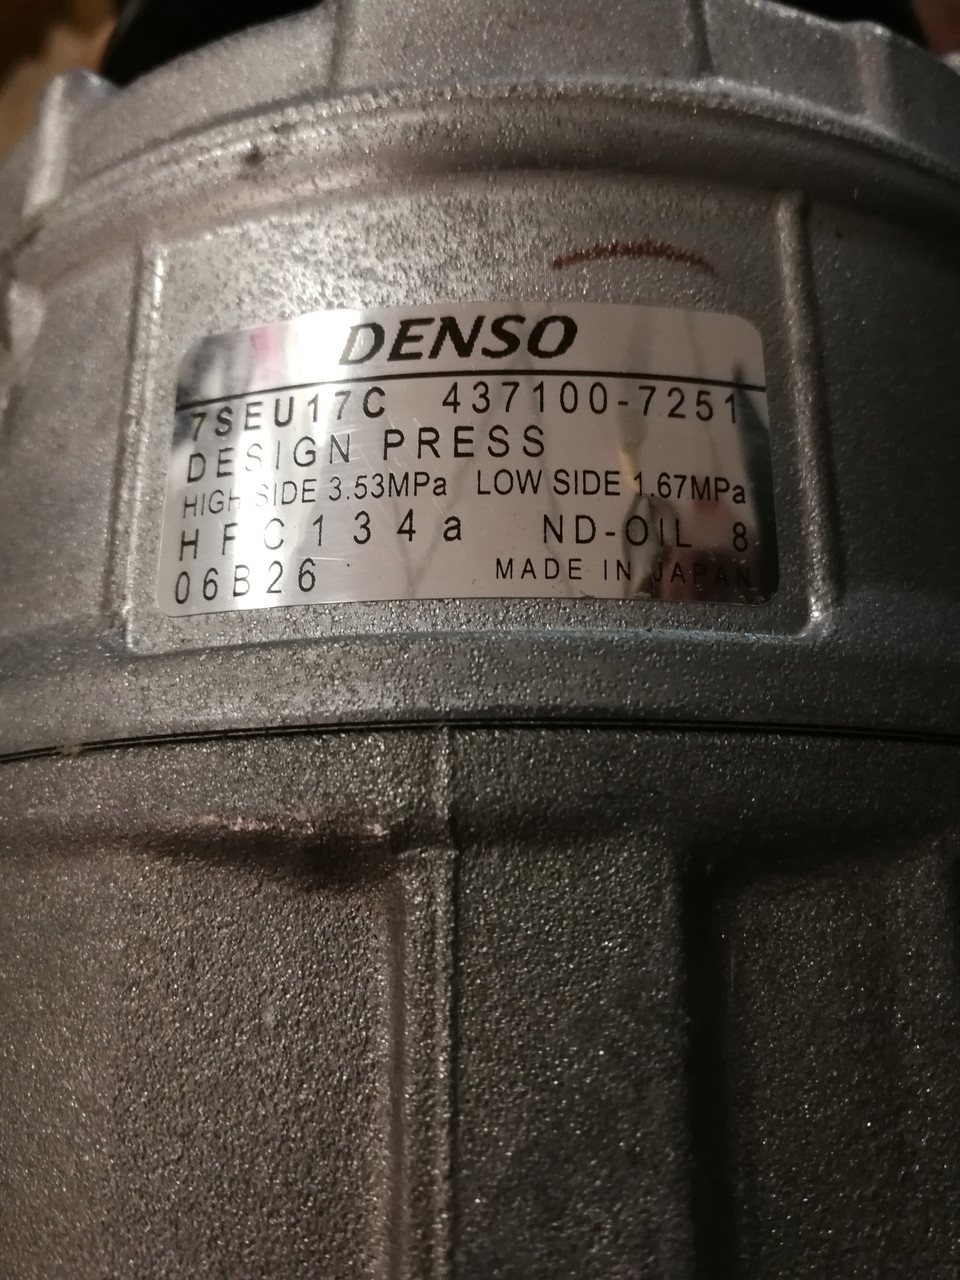 DENSO
7SEU17C 437100-7251
DESIGN PRESS
HIGH SIDE 3.53MPa LOW SIDE 1.67MPa
HFC134a ND-OIL 8
06B26 MADE IN JAPAN